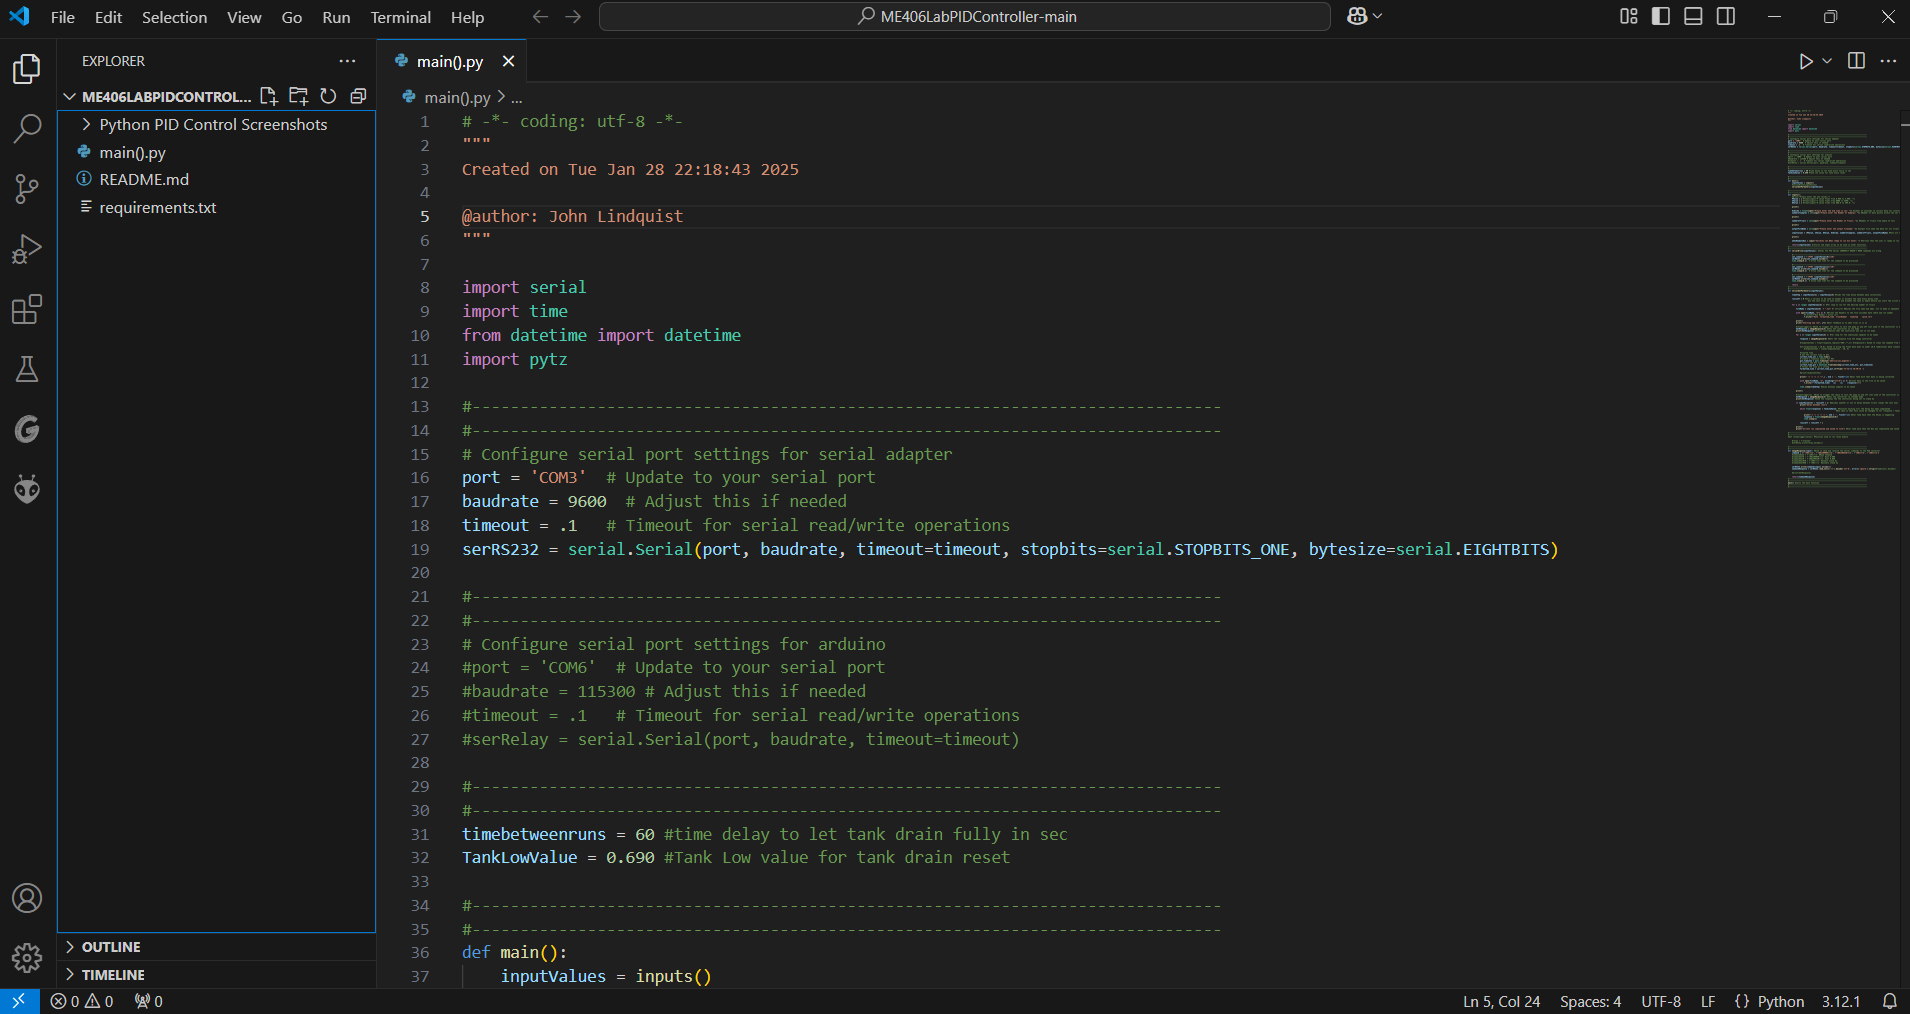 File Edit Selection View Go Run Terminal Help
ME406LabPIDController-main
EXPLORER
ME406LABPIDCONTROL...
Python PID Control Screenshots
main().py
README.md
requirements.txt
OUTLINE
TIMELINE
main().py
main().py > ...
1 # -*- coding: utf-8 -*-
2 """
3 Created on Tue Jan 28 22:18:43 2025
4
5 @author: John Lindquist
6 """
7
8 import serial
9 import time
10 from datetime import datetime
11 import pytz
12
13 #------------------------------------------------------------------------------
14 #------------------------------------------------------------------------------
15 # Configure serial port settings for serial adapter
16 port = 'COM3'  # Update to your serial port
17 baudrate = 9600  # Adjust this if needed
18 timeout = .1   # Timeout for serial read/write operations
19 serRS232 = serial.Serial(port, baudrate, timeout=timeout, stopbits=serial.STOPBITS_ONE, bytesize=serial.EIGHTBITS)
20
21 #------------------------------------------------------------------------------
22 #------------------------------------------------------------------------------
23 # Configure serial port settings for arduino
24 #port = 'COM6'  # Update to your serial port
25 #baudrate = 115300 # Adjust this if needed
26 #timeout = .1   # Timeout for serial read/write operations
27 #serRelay = serial.Serial(port, baudrate, timeout=timeout)
28
29 #------------------------------------------------------------------------------
30 #------------------------------------------------------------------------------
31 timebetweenruns = 60 #time delay to let tank drain fully in sec
32 TankLowValue = 0.690 #Tank Low value for tank drain reset
33
34 #------------------------------------------------------------------------------
35 #------------------------------------------------------------------------------
36 def main():
37     inputValues = inputs()
0 0 0
Ln 5, Col 24 Spaces: 4 UTF-8 LF {} Python 3.12.1